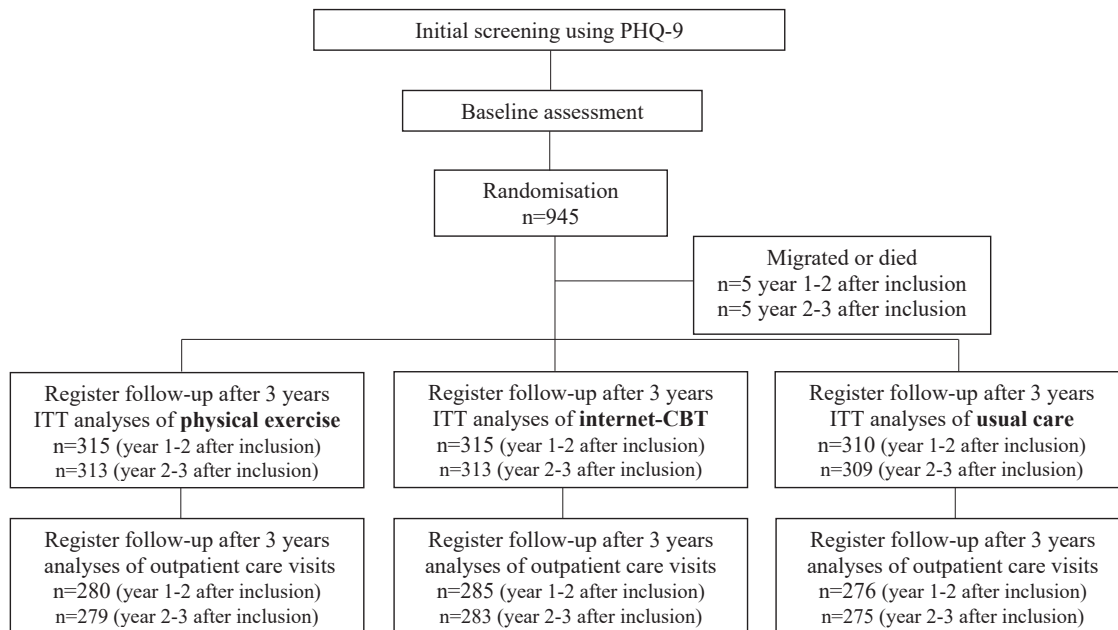 Initial screening using PHQ-9
Baseline assessment
Randomisation
n=945
Migrated or died
n=5 year 1-2 after inclusion
n=5 year 2-3 after inclusion
Register follow-up after 3 years
ITT analyses of physical exercise
n=315 (year 1-2 after inclusion)
n=313 (year 2-3 after inclusion)
Register follow-up after 3 years
ITT analyses of internet-CBT
n=315 (year 1-2 after inclusion)
n=313 (year 2-3 after inclusion)
Register follow-up after 3 years
ITT analyses of usual care
n=310 (year 1-2 after inclusion)
n=309 (year 2-3 after inclusion)
Register follow-up after 3 years
analyses of outpatient care visits
n=280 (year 1-2 after inclusion)
n=279 (year 2-3 after inclusion)
Register follow-up after 3 years
analyses of outpatient care visits
n=285 (year 1-2 after inclusion)
n=283 (year 2-3 after inclusion)
Register follow-up after 3 years
analyses of outpatient care visits
n=276 (year 1-2 after inclusion)
n=275 (year 2-3 after inclusion)